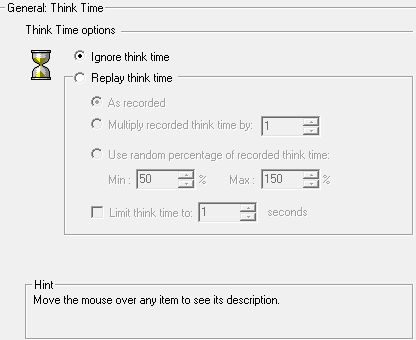 General: Think Time
Think Time options
Ignore think time
Replay think time
As recorded
Multiply recorded think time by: 1
Use random percentage of recorded think time:
Min : 50 % Max : 150 %
Limit think time to: 1 seconds
Hint
Move the mouse over any item to see its description.